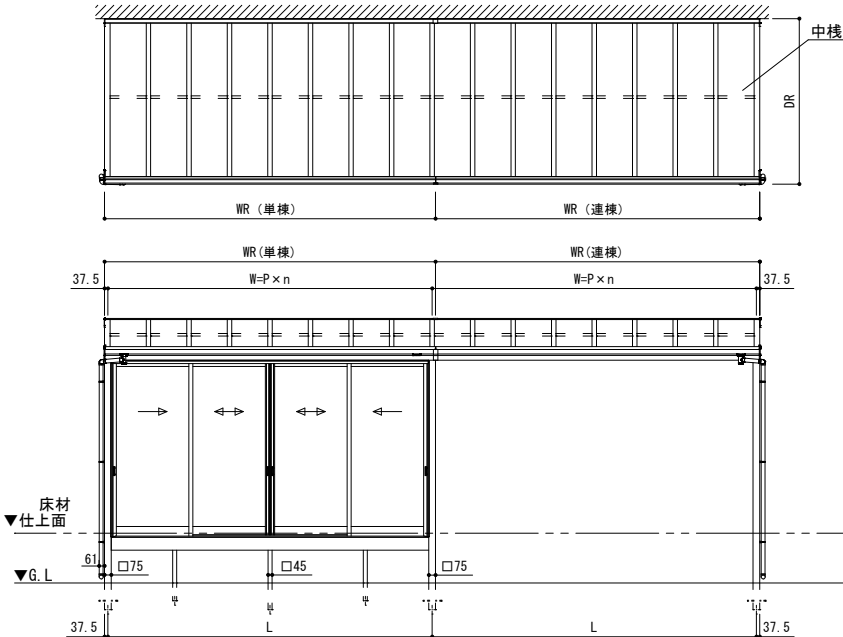 中桟
DR
WR (単棟)
WR (連棟)
WR(単棟)
WR(連棟)
37.5
W=P×n
W=P×n
37.5
床材
▼仕上面
61
□75
□45
□75
▼G.L
37.5
L
L
37.5